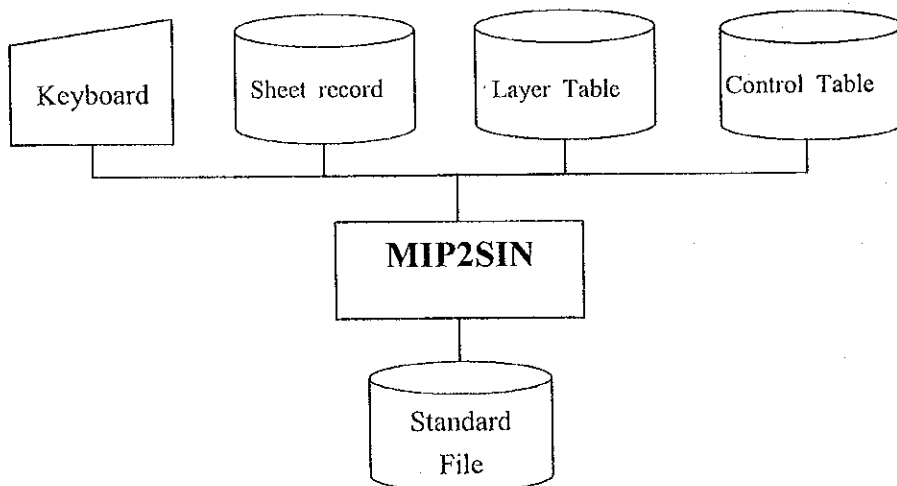 Keyboard
Sheet record
Layer Table
Control Table
MIP2SIN
Standard
File